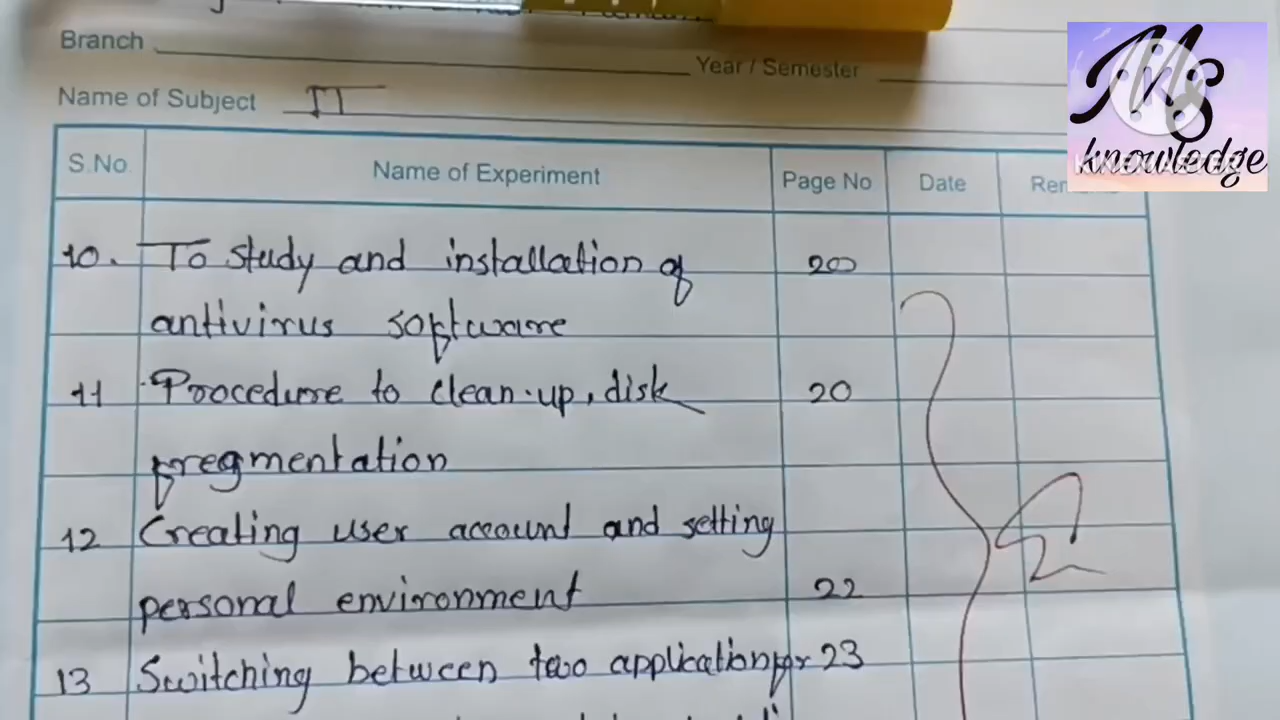 Branch
Year / Semester
Name of Subject IT
S.No. Name of Experiment Page No Date
10. To study and installation of 20
antivirus software
11 Procedure to clean-up, disk 20
fregmentation
12 Creating user account and setting
personal environment 22
13 Switching between two application for 23
MS
knowledge